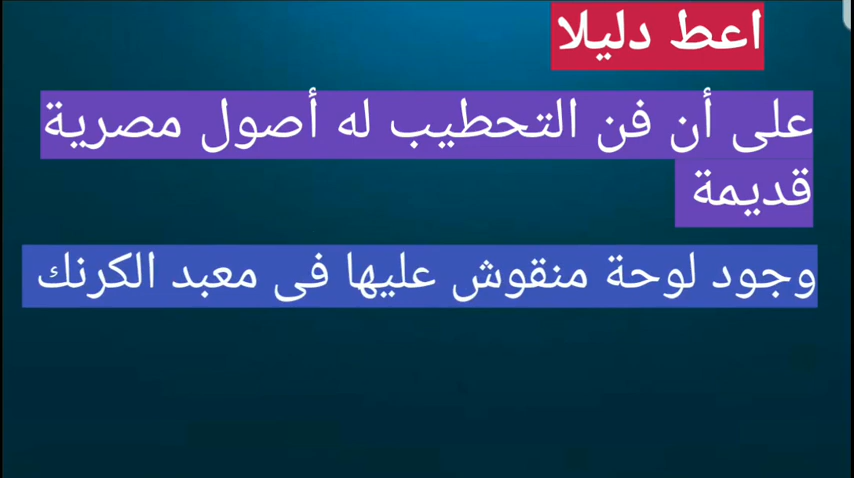 اعط دليلا
على أن فن التحطيب له أصول مصرية
قديمة
وجود لوحة منقوش عليها فى معبد الكرنك